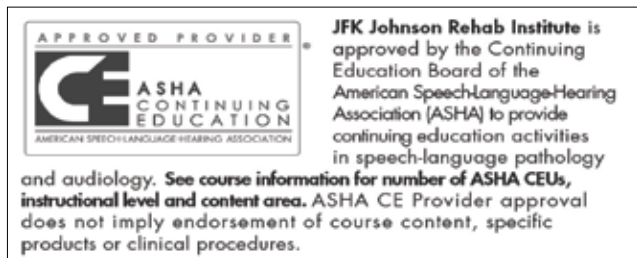 APPROVED PROVIDER
®
CE
ASHA
CONTINUING
EDUCATION
AMERICAN SPEECH-LANGUAGE-HEARING ASSOCIATION
JFK Johnson Rehab Institute is
approved by the Continuing
Education Board of the
American Speech-Language-Hearing
Association (ASHA) to provide
continuing education activities
in speech-language pathology
and audiology. See course information for number of ASHA CEUs,
instructional level and content area. ASHA CE Provider approval
does not imply endorsement of course content, specific
products or clinical procedures.